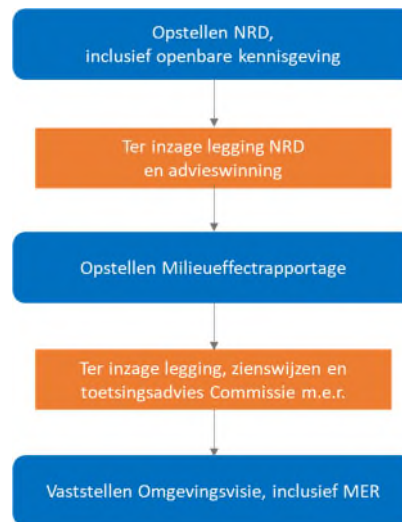 Opstellen NRD,
inclusief openbare kennisgeving
Ter inzage legging NRD
en advieswinning
Opstellen Milieueffectrapportage
Ter inzage legging, zienswijzen en
toetsingsadvies Commissie m.e.r.
Vaststellen Omgevingsvisie, inclusief MER